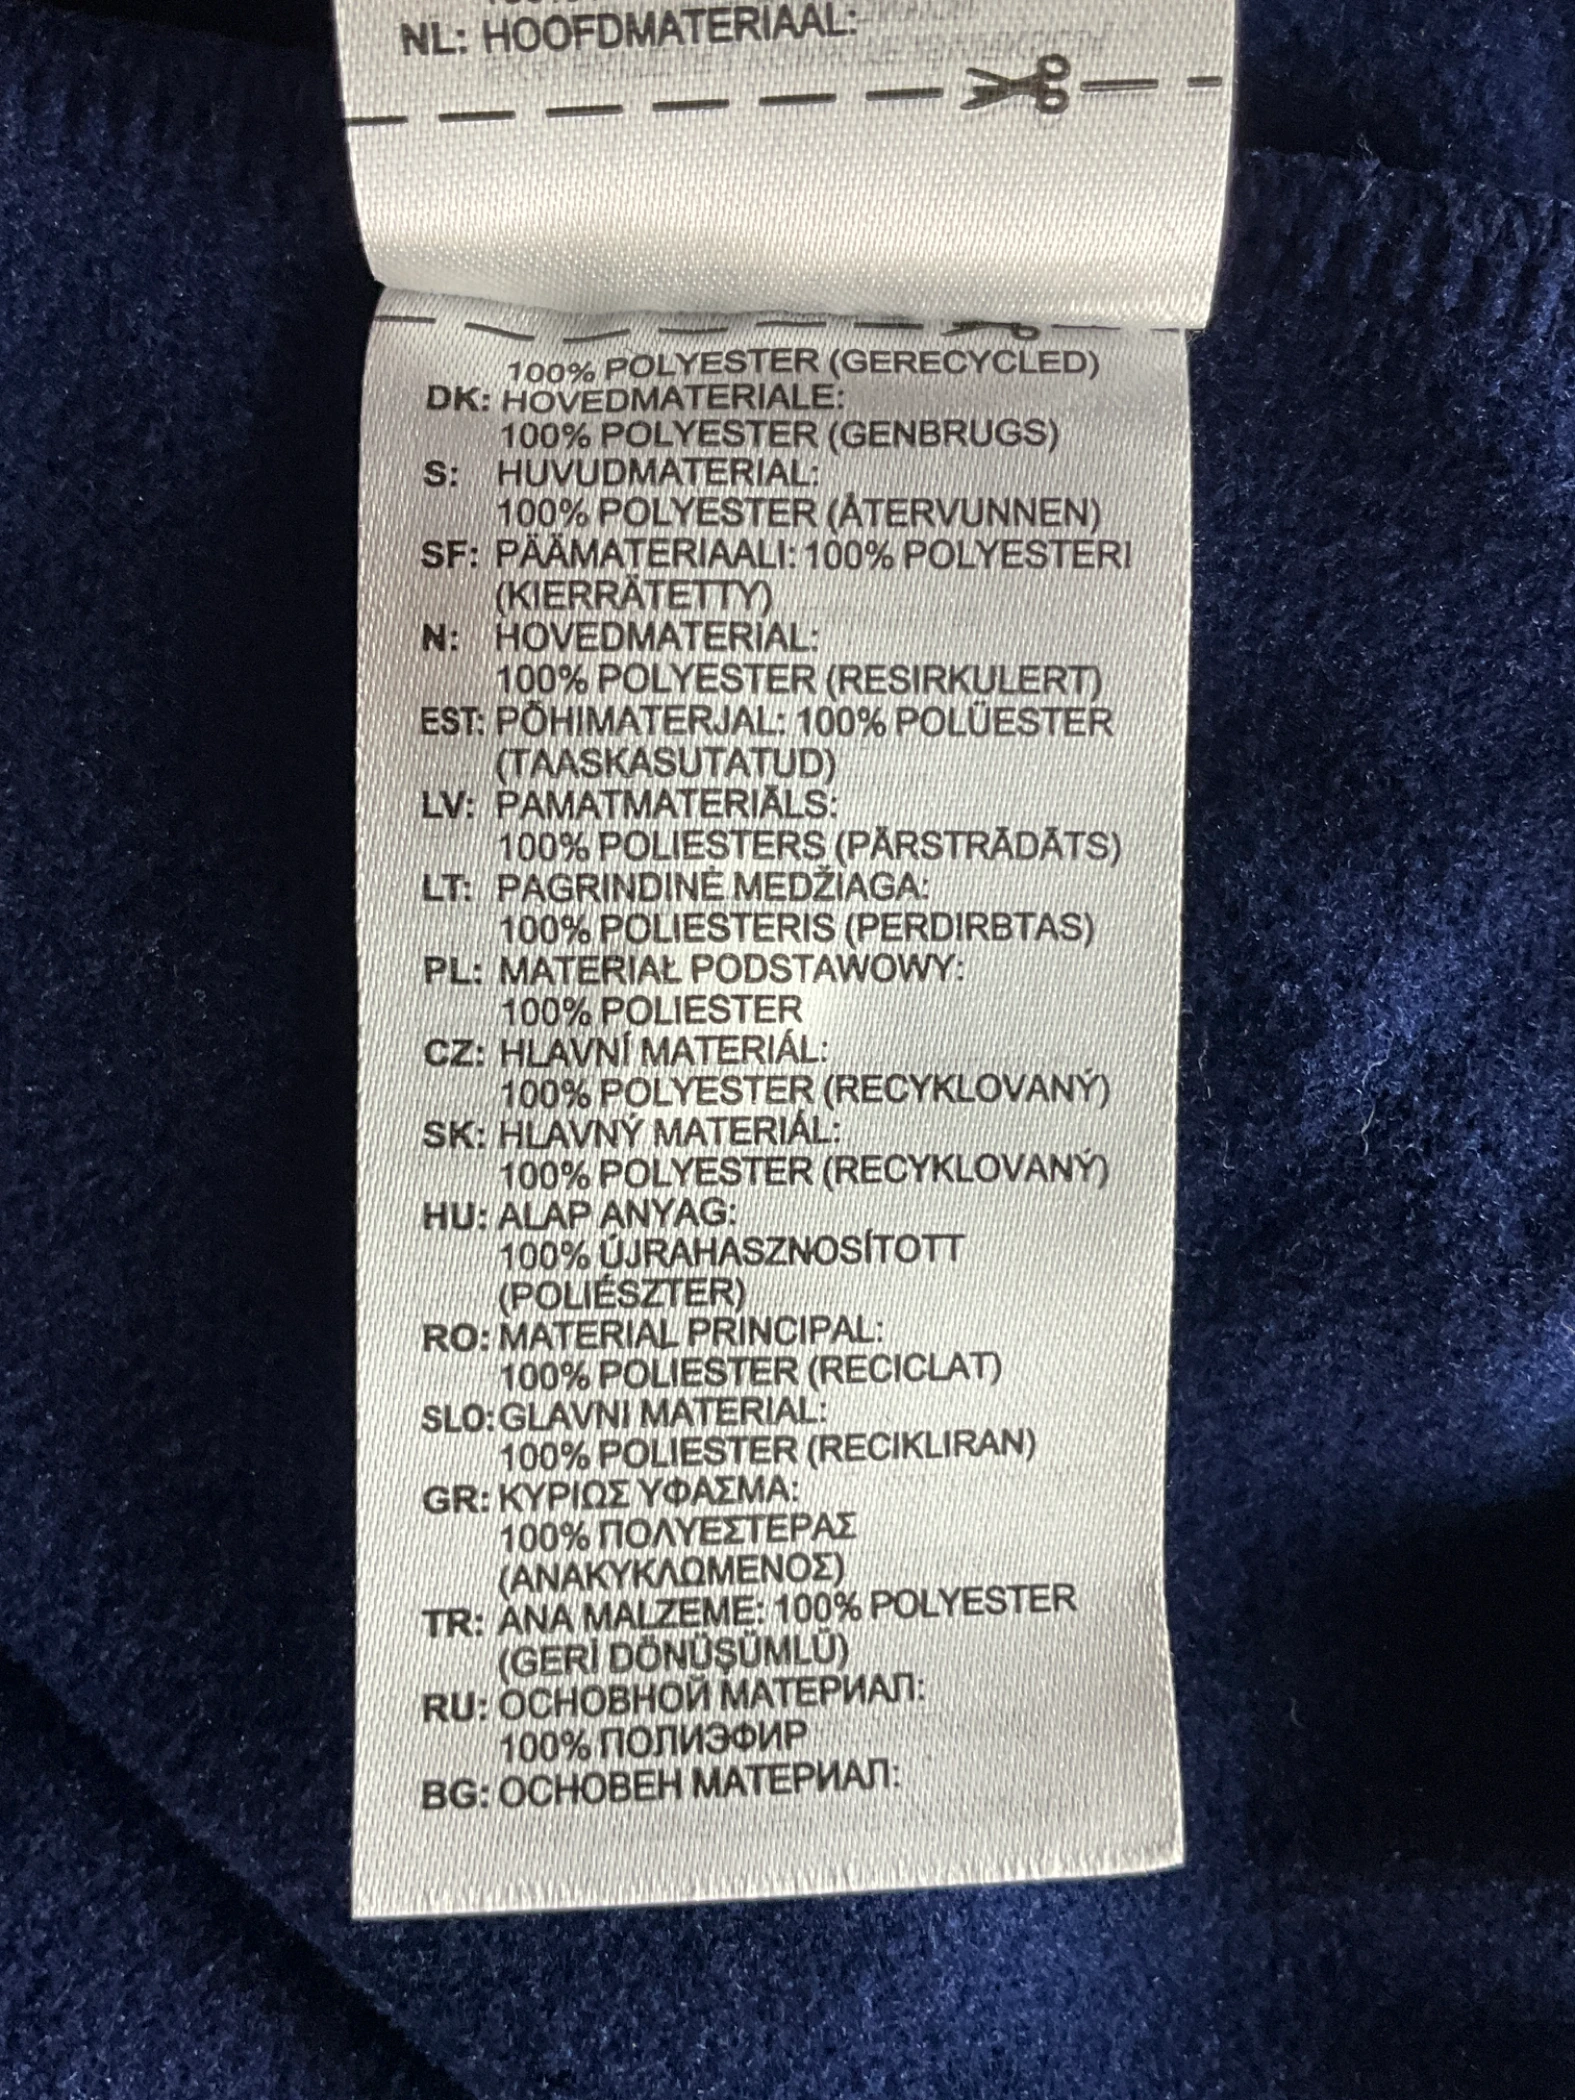 NL: HOOFDMATERIAAL:
100% POLYESTER (GERECYCLED)
DK: HOVEDMATERIALE:
100% POLYESTER (GENBRUGS)
S: HUVUDMATERIAL:
100% POLYESTER (ÅTERVUNNEN)
SF: PÄÄMATERIAALI: 100% POLYESTERI
(KIERRÄTETTY)
N: HOVEDMATERIAL:
100% POLYESTER (RESIRKULERT)
EST: PÕHIMATERJAL: 100% POLÜESTER
(TAASKASUTATUD)
LV: PAMATMATERIĀLS:
100% POLIESTERS (PĀRSTRĀDĀTS)
LT: PAGRINDINĖ MEDŽIAGA:
100% POLIESTERIS (PERDIRBTAS)
PL: MATERIAŁ PODSTAWOWY:
100% POLIESTER
CZ: HLAVNÍ MATERIÁL:
100% POLYESTER (RECYKLOVANÝ)
SK: HLAVNÝ MATERIÁL:
100% POLYESTER (RECYKLOVANÝ)
HU: ALAP ANYAG:
100% ÚJRAHASZNOSÍTOTT
(POLIÉSZTER)
RO: MATERIAL PRINCIPAL:
100% POLIESTER (RECICLAT)
SLO: GLAVNI MATERIAL:
100% POLIESTER (RECIKLIRAN)
GR: ΚΥΡΙΩΣ ΥΦΑΣΜΑ:
100% ΠΟΛΥΕΣΤΕΡΑΣ
(ΑΝΑΚΥΚΛΩΜΕΝΟΣ)
TR: ANA MALZEME: 100% POLYESTER
(GERİ DÖNÜŞÜMLÜ)
RU: ОСНОВНОЙ МАТЕРИАЛ:
100% ПОЛИЭФИР
BG: ОСНОВЕН МАТЕРИАЛ: